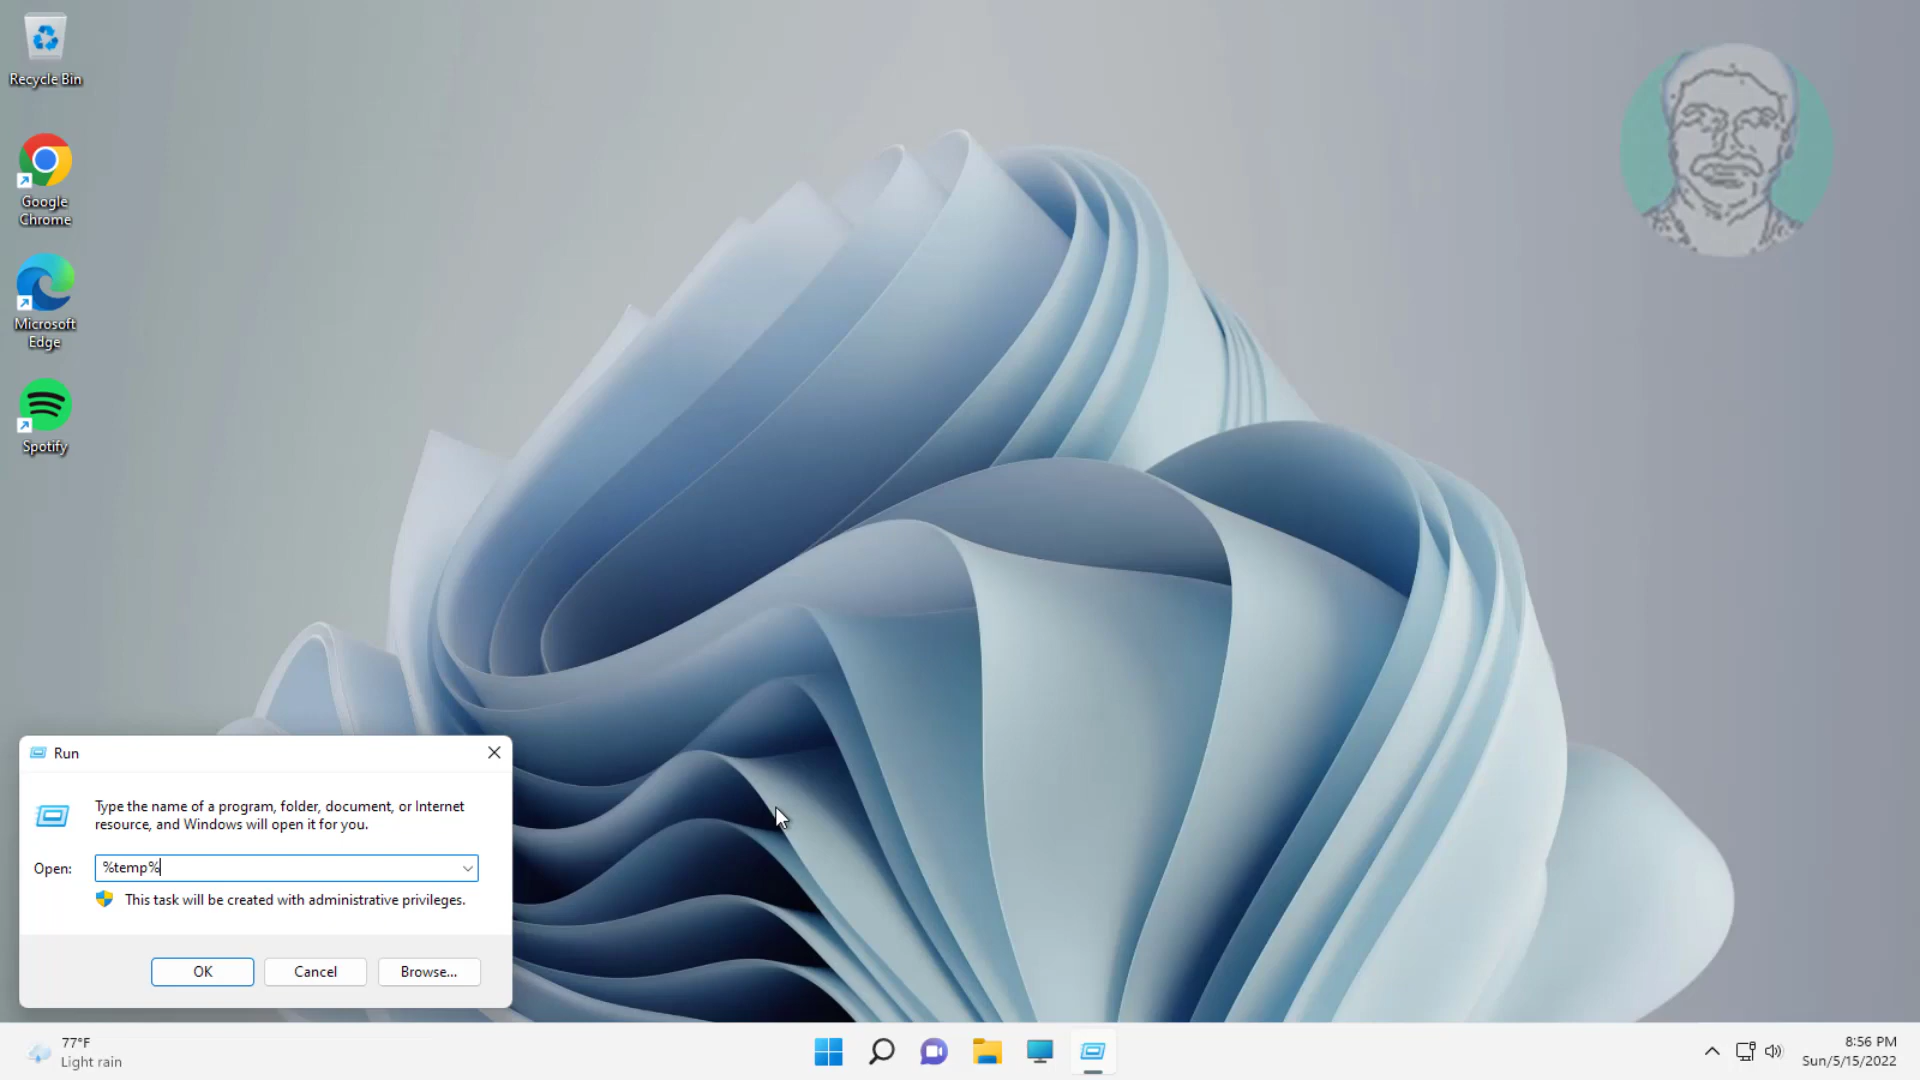 Recycle Bin
Google
Chrome
Microsoft
Edge
Spotify
Run
Type the name of a program, folder, document, or Internet
resource, and Windows will open it for you.
Open:
%temp%
This task will be created with administrative privileges.
OK
Cancel
Browse...
77°F
Light rain
8:56 PM
Sun/5/15/2022